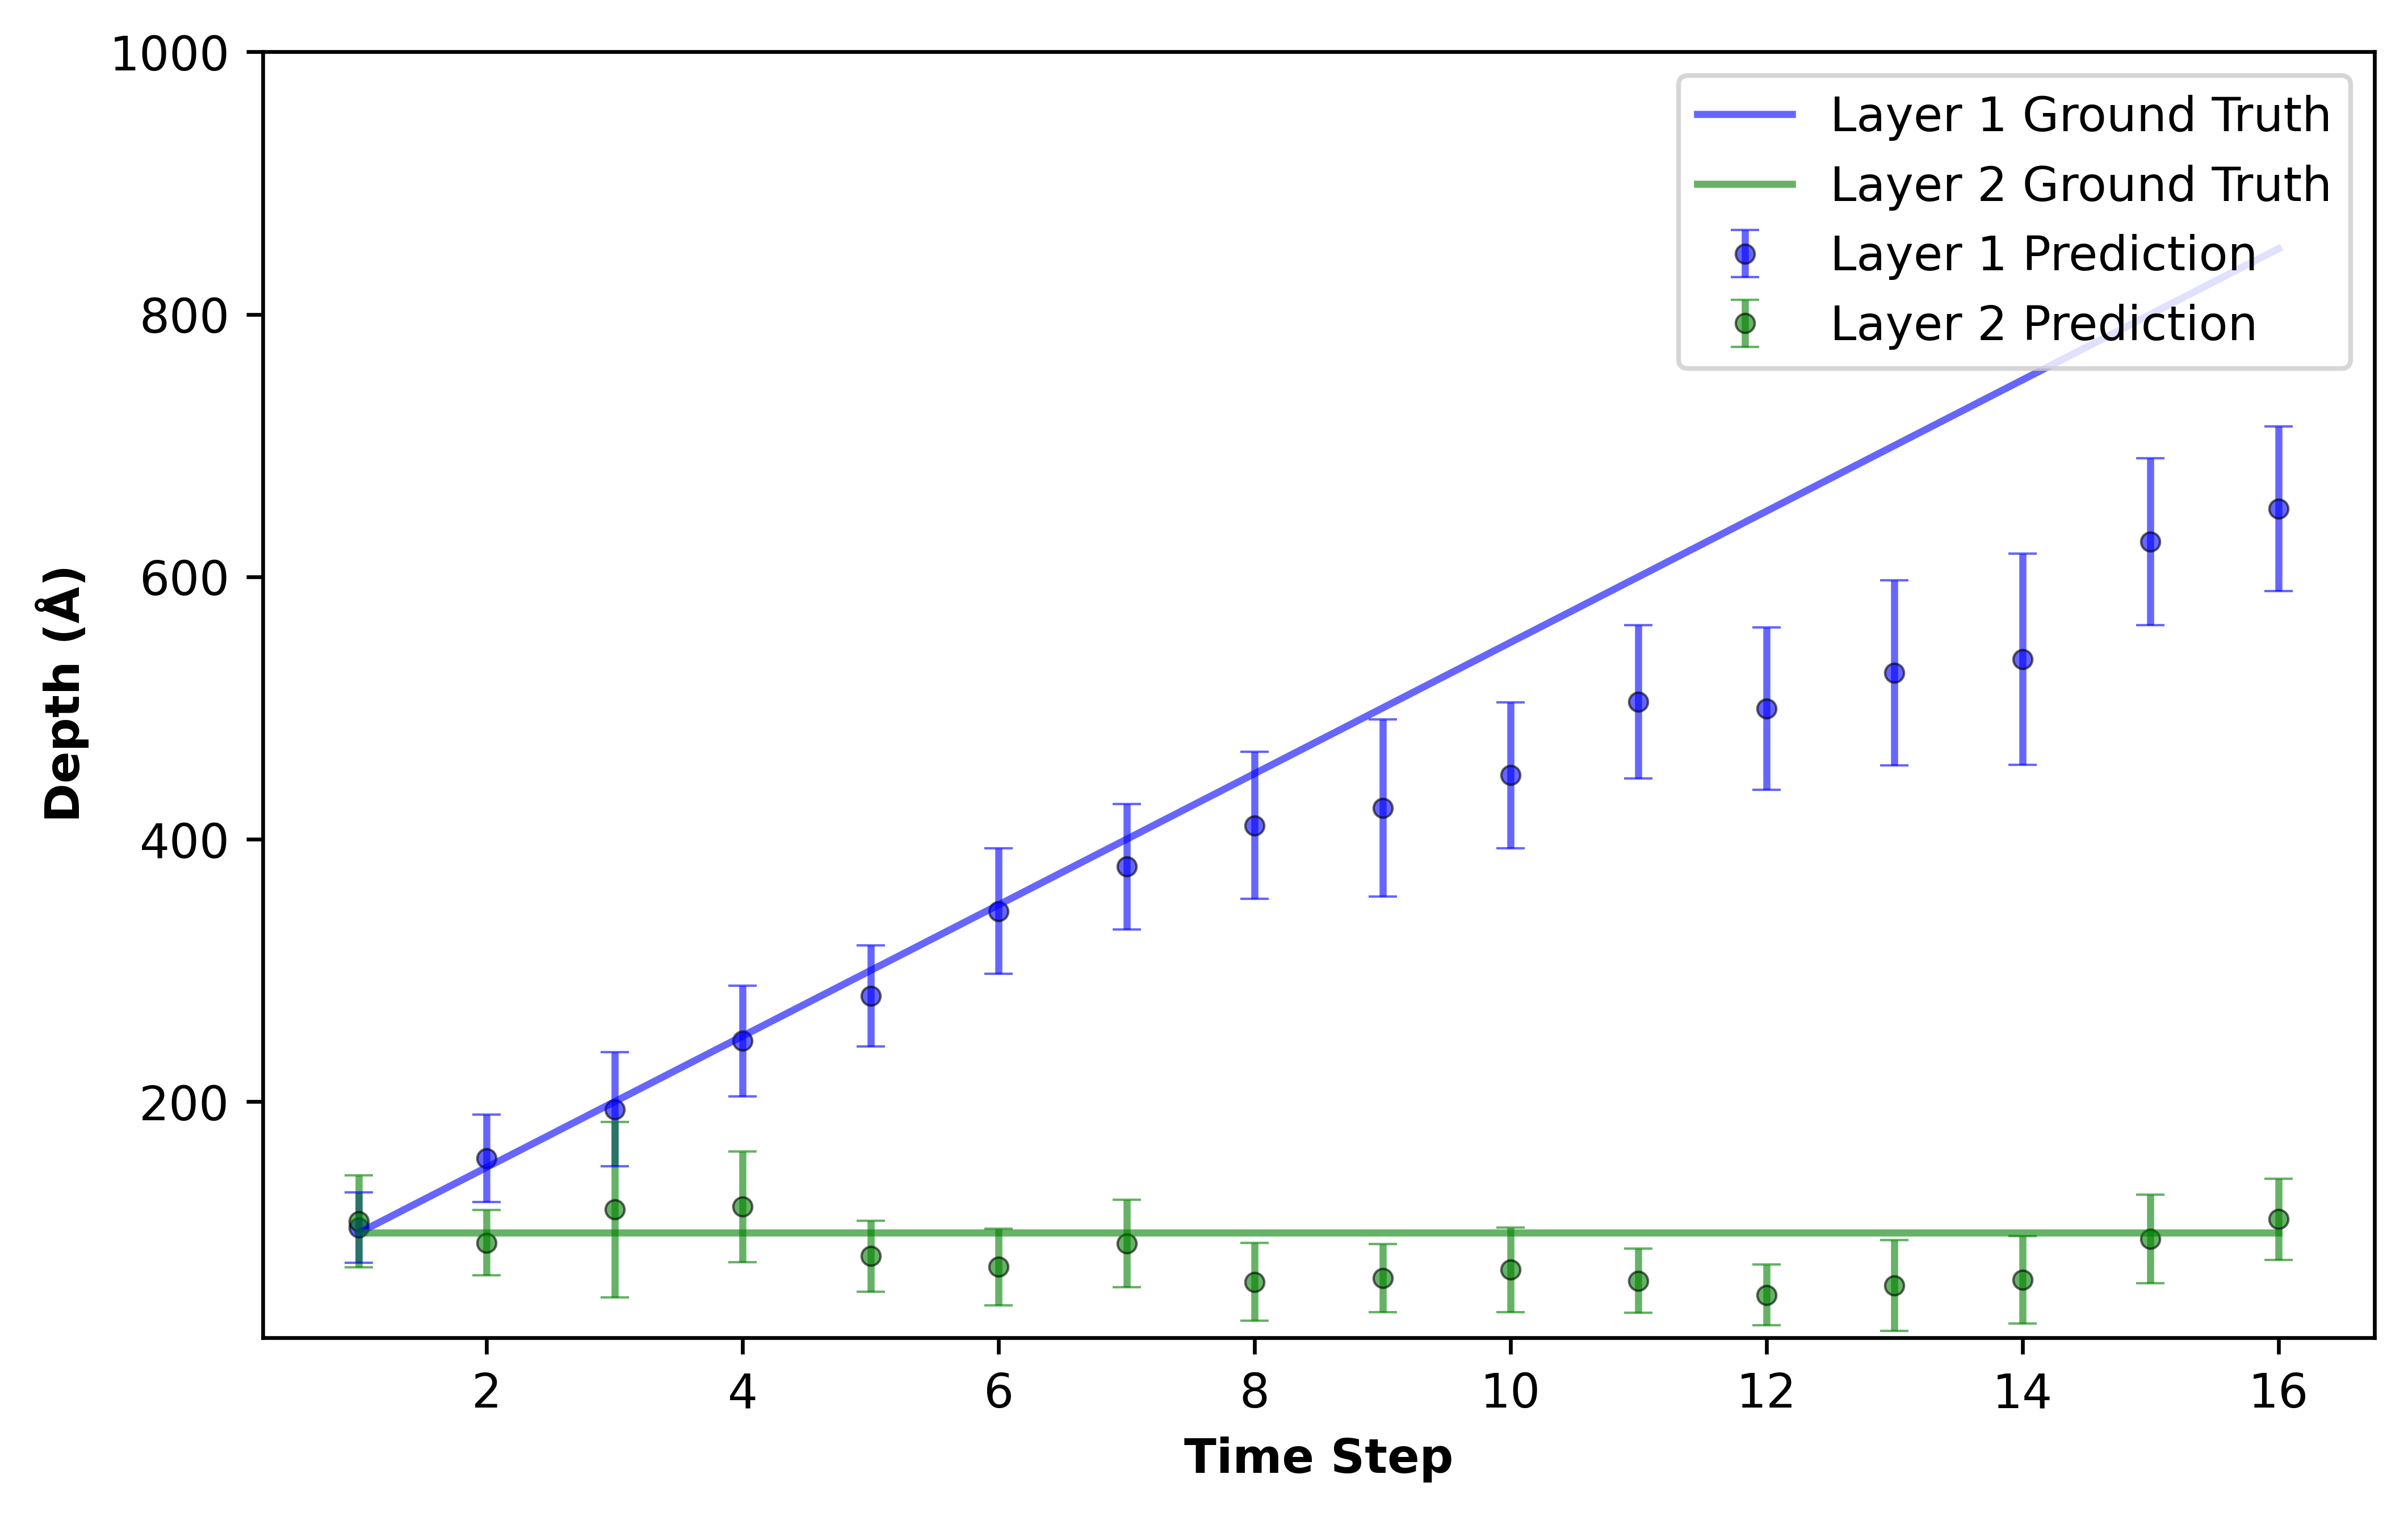 1000
800
600
400
200
Depth (Å)
Layer 1 Ground Truth
Layer 2 Ground Truth
Layer 1 Prediction
Layer 2 Prediction
2 4 6 8 10 12 14 16
Time Step